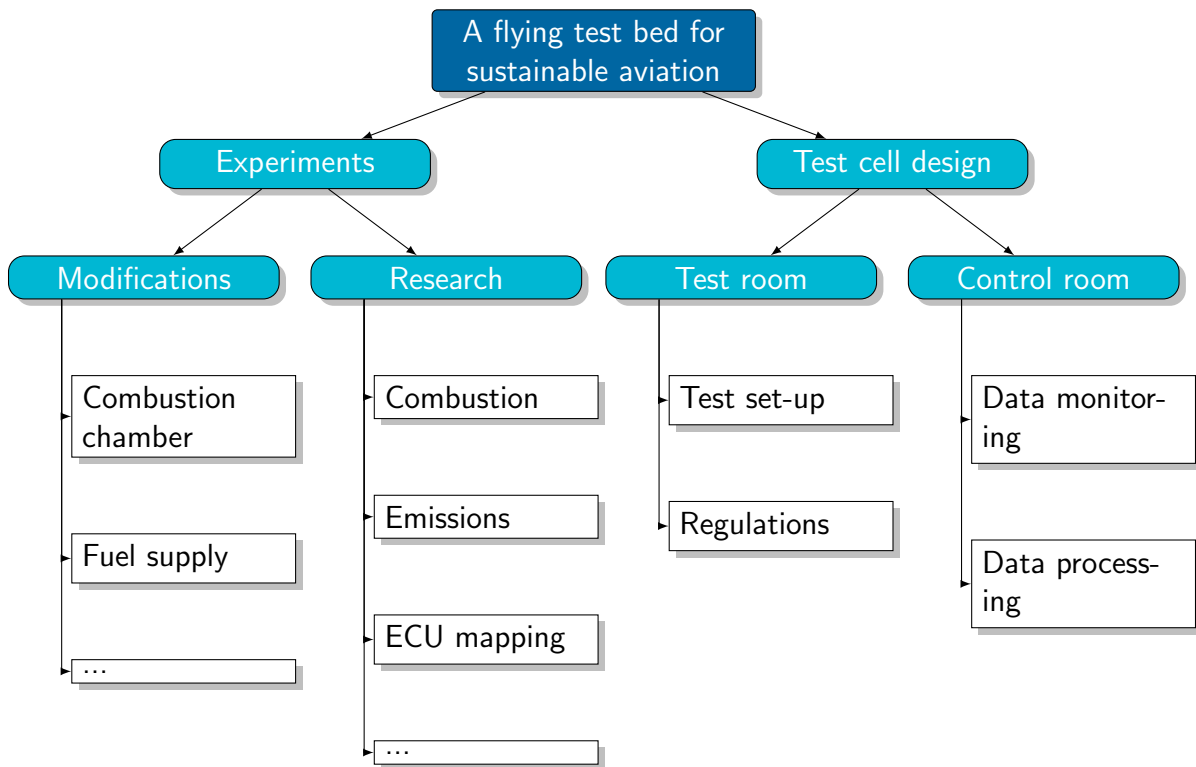 A flying test bed for
sustainable aviation
Experiments
Test cell design
Modifications
Research
Test room
Control room
Combustion
chamber
Fuel supply
...
Combustion
Emissions
ECU mapping
...
Test set-up
Regulations
Data monitor-
ing
Data process-
ing